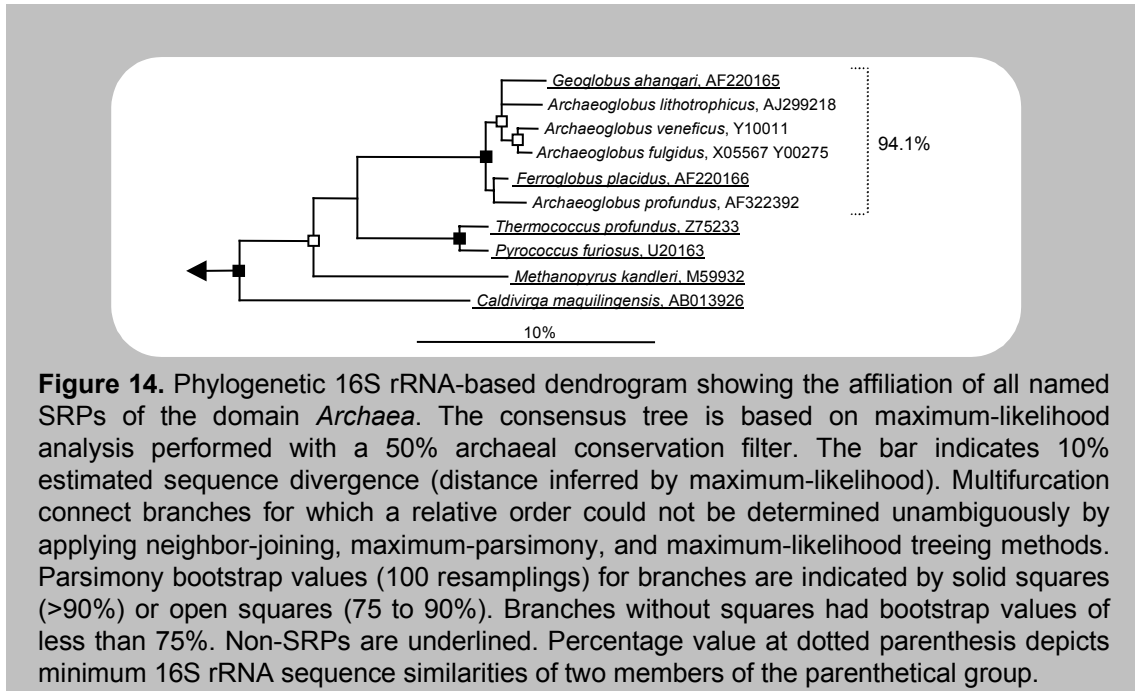 Geoglobus ahangari, AF220165
Archaeoglobus lithotrophicus, AJ299218
Archaeoglobus veneficus, Y10011
94.1%
Archaeoglobus fulgidus, X05567 Y00275
Ferroglobus placidus, AF220166
Archaeoglobus profundus, AF322392
Thermococcus profundus, Z75233
Pyrococcus furiosus, U20163
Methanopyrus kandleri, M59932
Caldivirga maquilingensis, AB013926
10%
Figure 14. Phylogenetic 16S rRNA-based dendrogram showing the affiliation of all named
SRPs of the domain Archaea. The consensus tree is based on maximum-likelihood
analysis performed with a 50% archaeal conservation filter. The bar indicates 10%
estimated sequence divergence (distance inferred by maximum-likelihood). Multifurcation
connect branches for which a relative order could not be determined unambiguously by
applying neighbor-joining, maximum-parsimony, and maximum-likelihood treeing methods.
Parsimony bootstrap values (100 resamplings) for branches are indicated by solid squares
(>90%) or open squares (75 to 90%). Branches without squares had bootstrap values of
less than 75%. Non-SRPs are underlined. Percentage value at dotted parenthesis depicts
minimum 16S rRNA sequence similarities of two members of the parenthetical group.